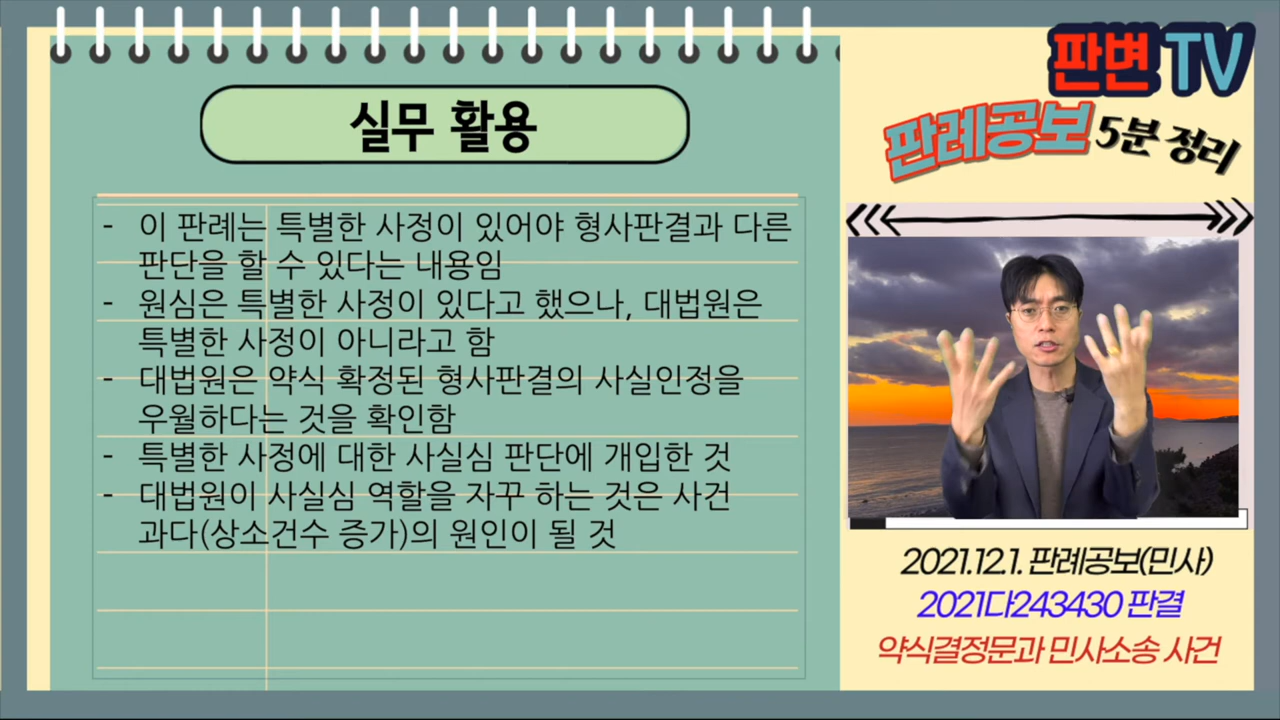 실무 활용
- 이 판례는 특별한 사정이 있어야 형사판결과 다른
판단을 할 수 있다는 내용임
- 원심은 특별한 사정이 있다고 했으나, 대법원은
특별한 사정이 아니라고 함
- 대법원은 약식 확정된 형사판결의 사실인정을
우월하다는 것을 확인함
- 특별한 사정에 대한 사실심 판단에 개입한 것
- 대법원이 사실심 역할을 자꾸 하는 것은 사건
과다(상소건수 증가)의 원인이 될 것
판변 TV
판례공보 5분 정리
2021.12.1. 판례공보(민사)
2021다243430 판결
약식결정문과 민사소송 사건